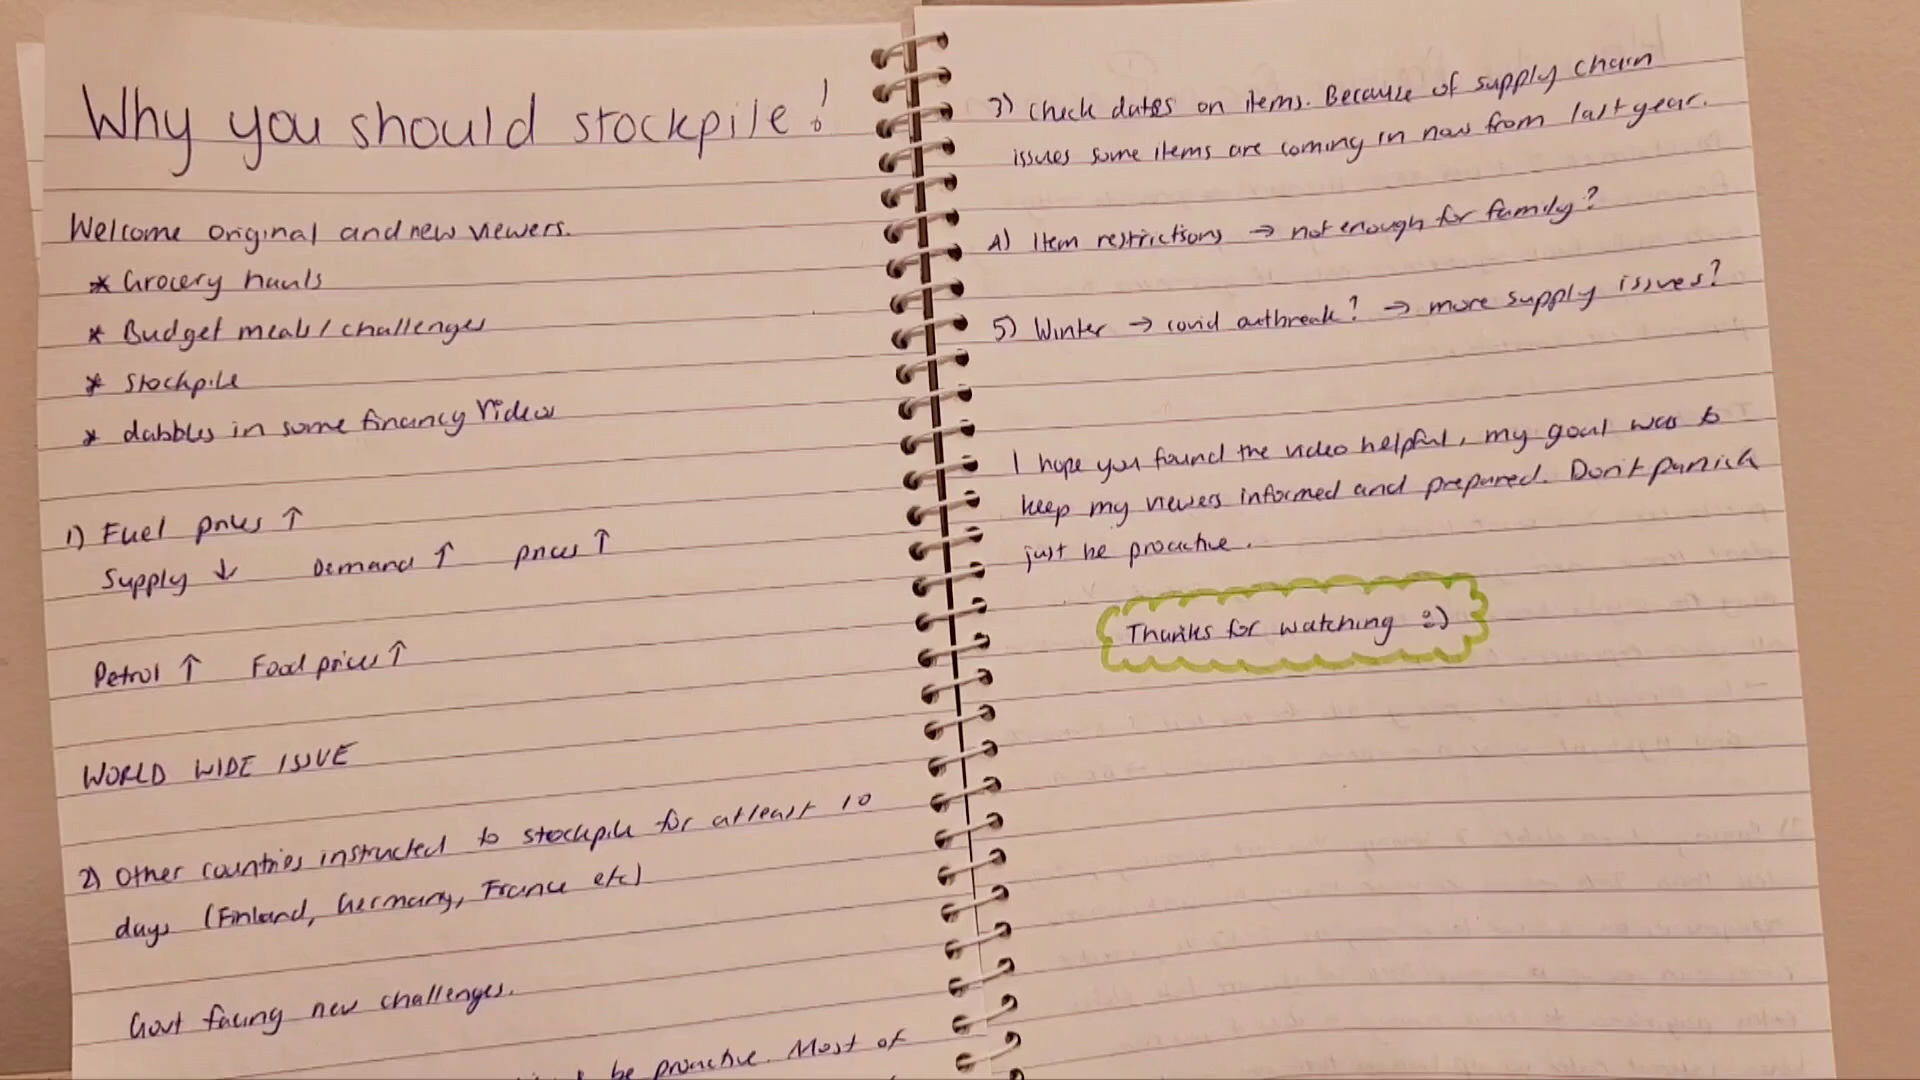 Why you should stockpile!
Welcome original and new viewers.
* Grocery hauls
* Budget meals/challenges
* Stockpile
* dabbles in some financy videos
1) Fuel prices ↑
Supply ↓ Demand ↑ prices ↑
Petrol ↑ Food prices ↑
WORLD WIDE ISSUE
2) Other countries instructed to stockpile for atleast 10
days (Finland, Germany, France etc)
Govt facing new challenges.
be proactive. Most of
3) Check dates on items. Because of supply chain
issues some items are coming in now from last year.
4) Item restrictions → not enough for family?
5) Winter → covid outbreak? → more supply issues?
I hope you found the video helpful, my goal was to
keep my viewers informed and prepared. Don't panick
just be proactive.
Thanks for watching :)